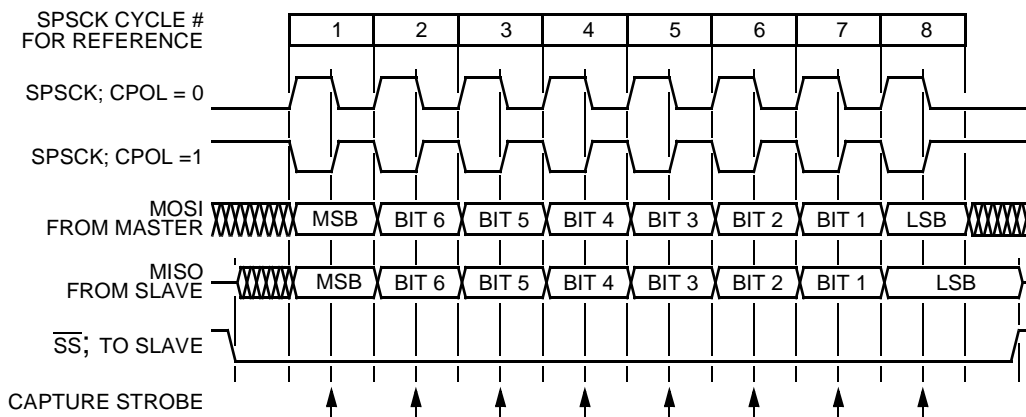 SPSCK CYCLE #
FOR REFERENCE
1 2 3 4 5 6 7 8
SPSCK; CPOL = 0
SPSCK; CPOL =1
MOSI
FROM MASTER
MSB BIT 6 BIT 5 BIT 4 BIT 3 BIT 2 BIT 1 LSB
MISO
FROM SLAVE
MSB BIT 6 BIT 5 BIT 4 BIT 3 BIT 2 BIT 1 LSB
SS; TO SLAVE
CAPTURE STROBE